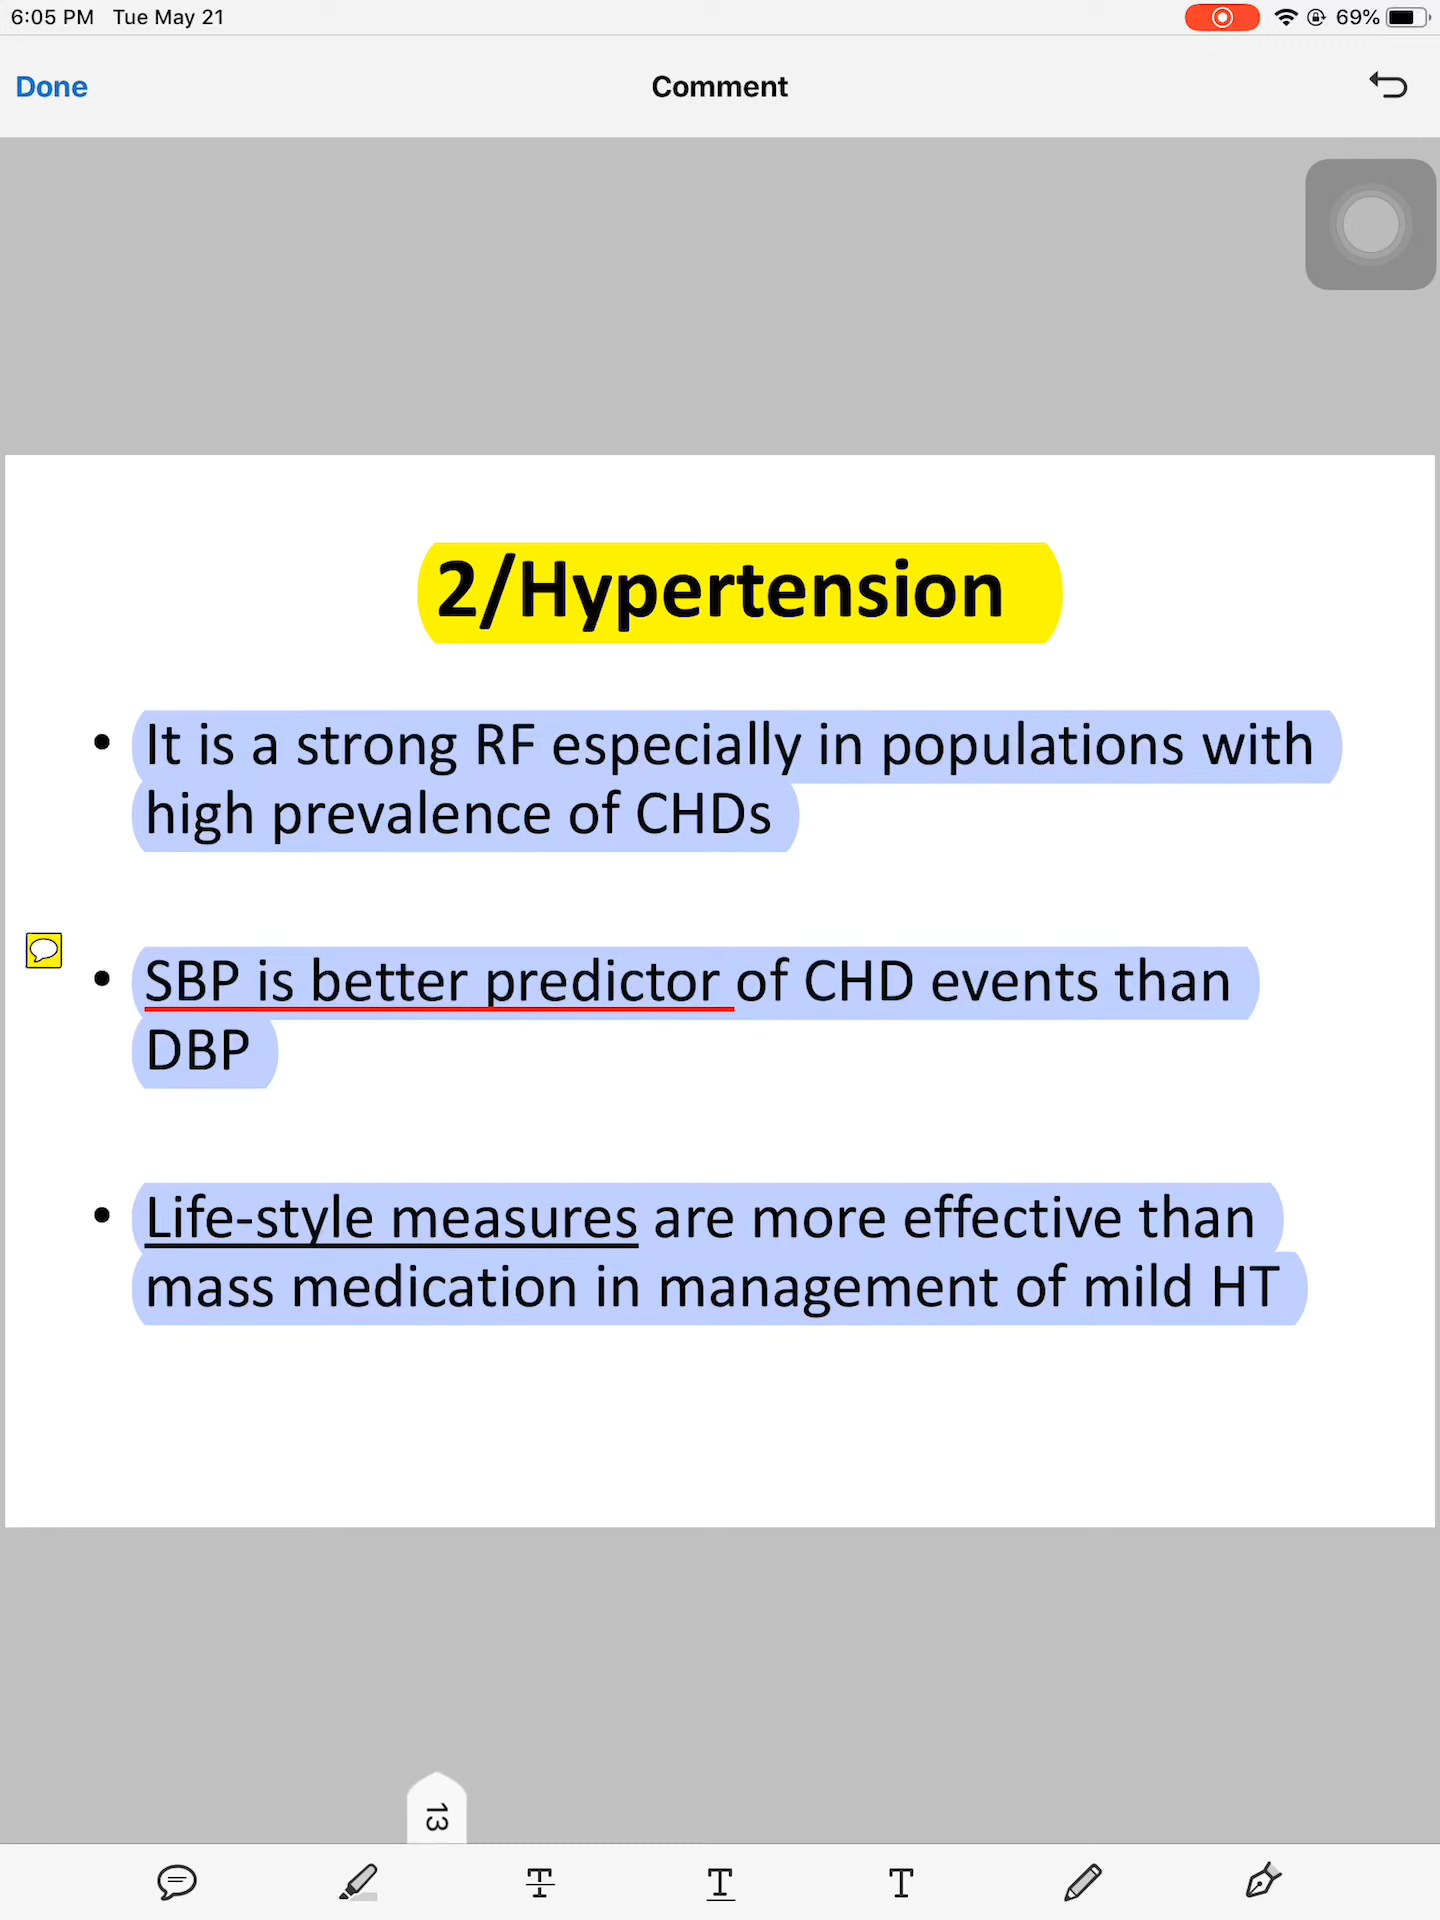 6:05 PM Tue May 21
69%
Done
Comment
2/Hypertension
• It is a strong RF especially in populations with
high prevalence of CHDs
• SBP is better predictor of CHD events than
DBP
• Life-style measures are more effective than
mass medication in management of mild HT
13